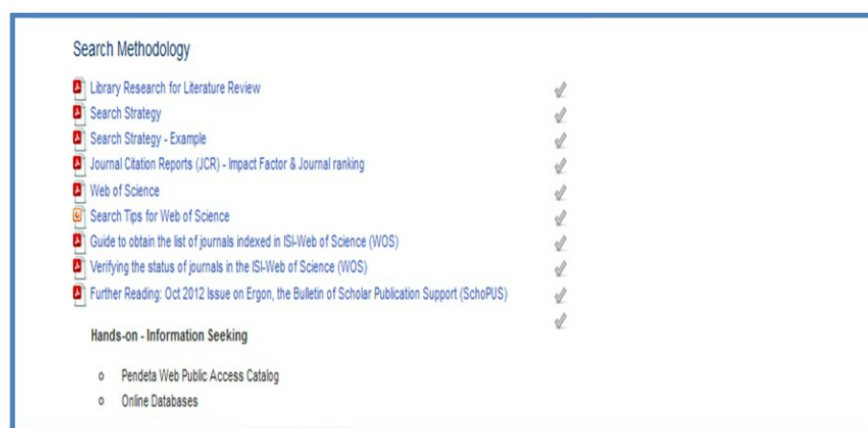 Search Methodology
Library Research for Literature Review
Search Strategy
Search Strategy - Example
Journal Citation Reports (JCR) - Impact Factor & Journal ranking
Web of Science
Search Tips for Web of Science
Guide to obtain the list of journals indexed in ISI-Web of Science (WOS)
Verifying the status of journals in the ISI-Web of Science (WOS)
Further Reading: Oct 2012 Issue on Ergon, the Bulletin of Scholar Publication Support (SchoPUS)
Hands-on - Information Seeking
Pendeta Web Public Access Catalog
Online Databases